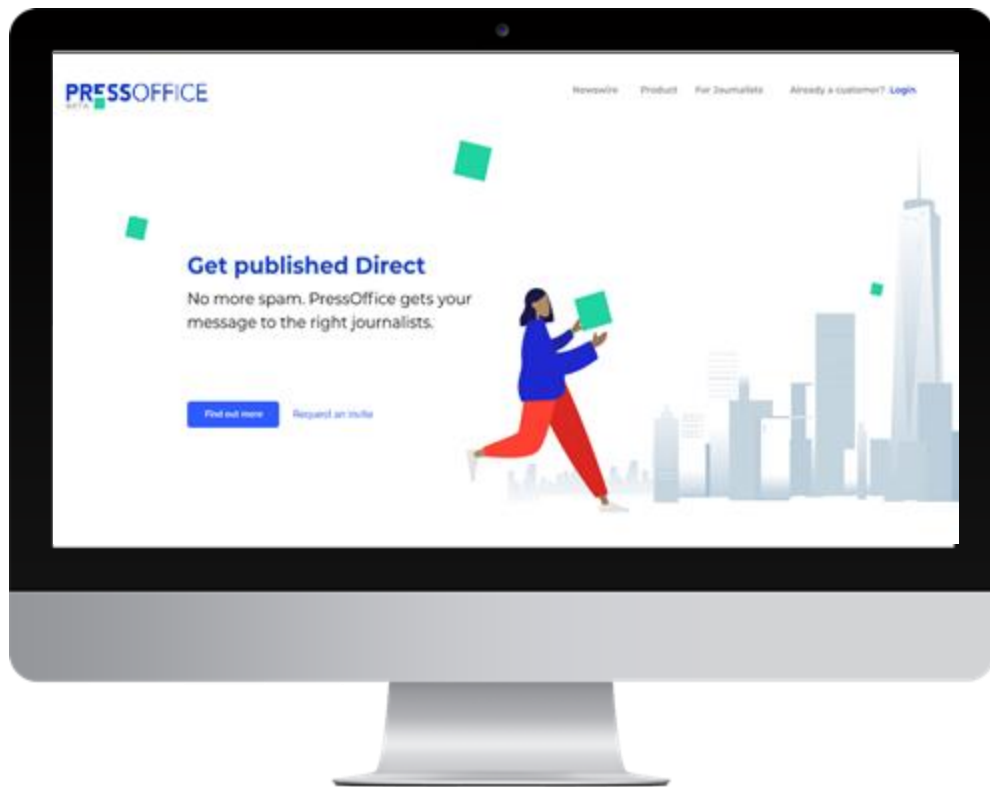 PRESSOFFICE
BETA
Newswire Product For Journalists Already a customer? Login
Get published Direct
No more spam. PressOffice gets your
message to the right journalists.
Find out more Request an invite